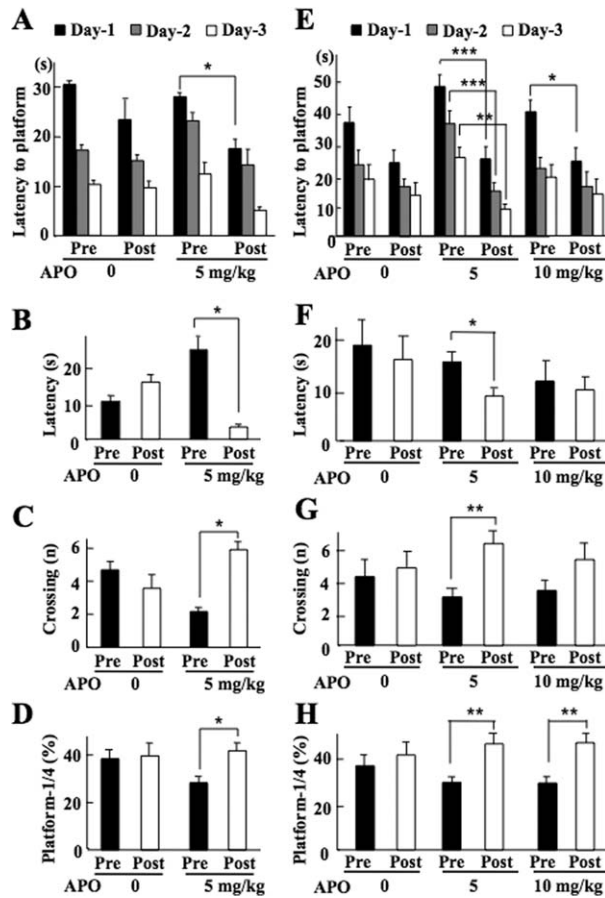 A
■ Day-1 ■ Day-2 □ Day-3
(s)
Latency to platform
30
20
10
0
*
Pre Post Pre Post
APO 0 5 mg/kg
B
Latency (s)
20
10
0
*
Pre Post Pre Post
APO 0 5 mg/kg
C
Crossing (n)
6
4
2
0
*
Pre Post Pre Post
APO 0 5 mg/kg
D
Platform-1/4 (%)
40
20
0
*
Pre Post Pre Post
APO 0 5 mg/kg
E
■ Day-1 ■ Day-2 □ Day-3
(s)
Latency to platform
50
40
30
20
10
***
***
**
*
Pre Post Pre Post Pre Post
APO 0 5 10 mg/kg
F
Latency (s)
20
10
0
*
Pre Post Pre Post Pre Post
APO 0 5 10 mg/kg
G
Crossing (n)
6
4
2
0
**
Pre Post Pre Post Pre Post
APO 0 5 10 mg/kg
H
Platform-1/4 (%)
40
20
0
** **
Pre Post Pre Post Pre Post
APO 0 5 10 mg/kg